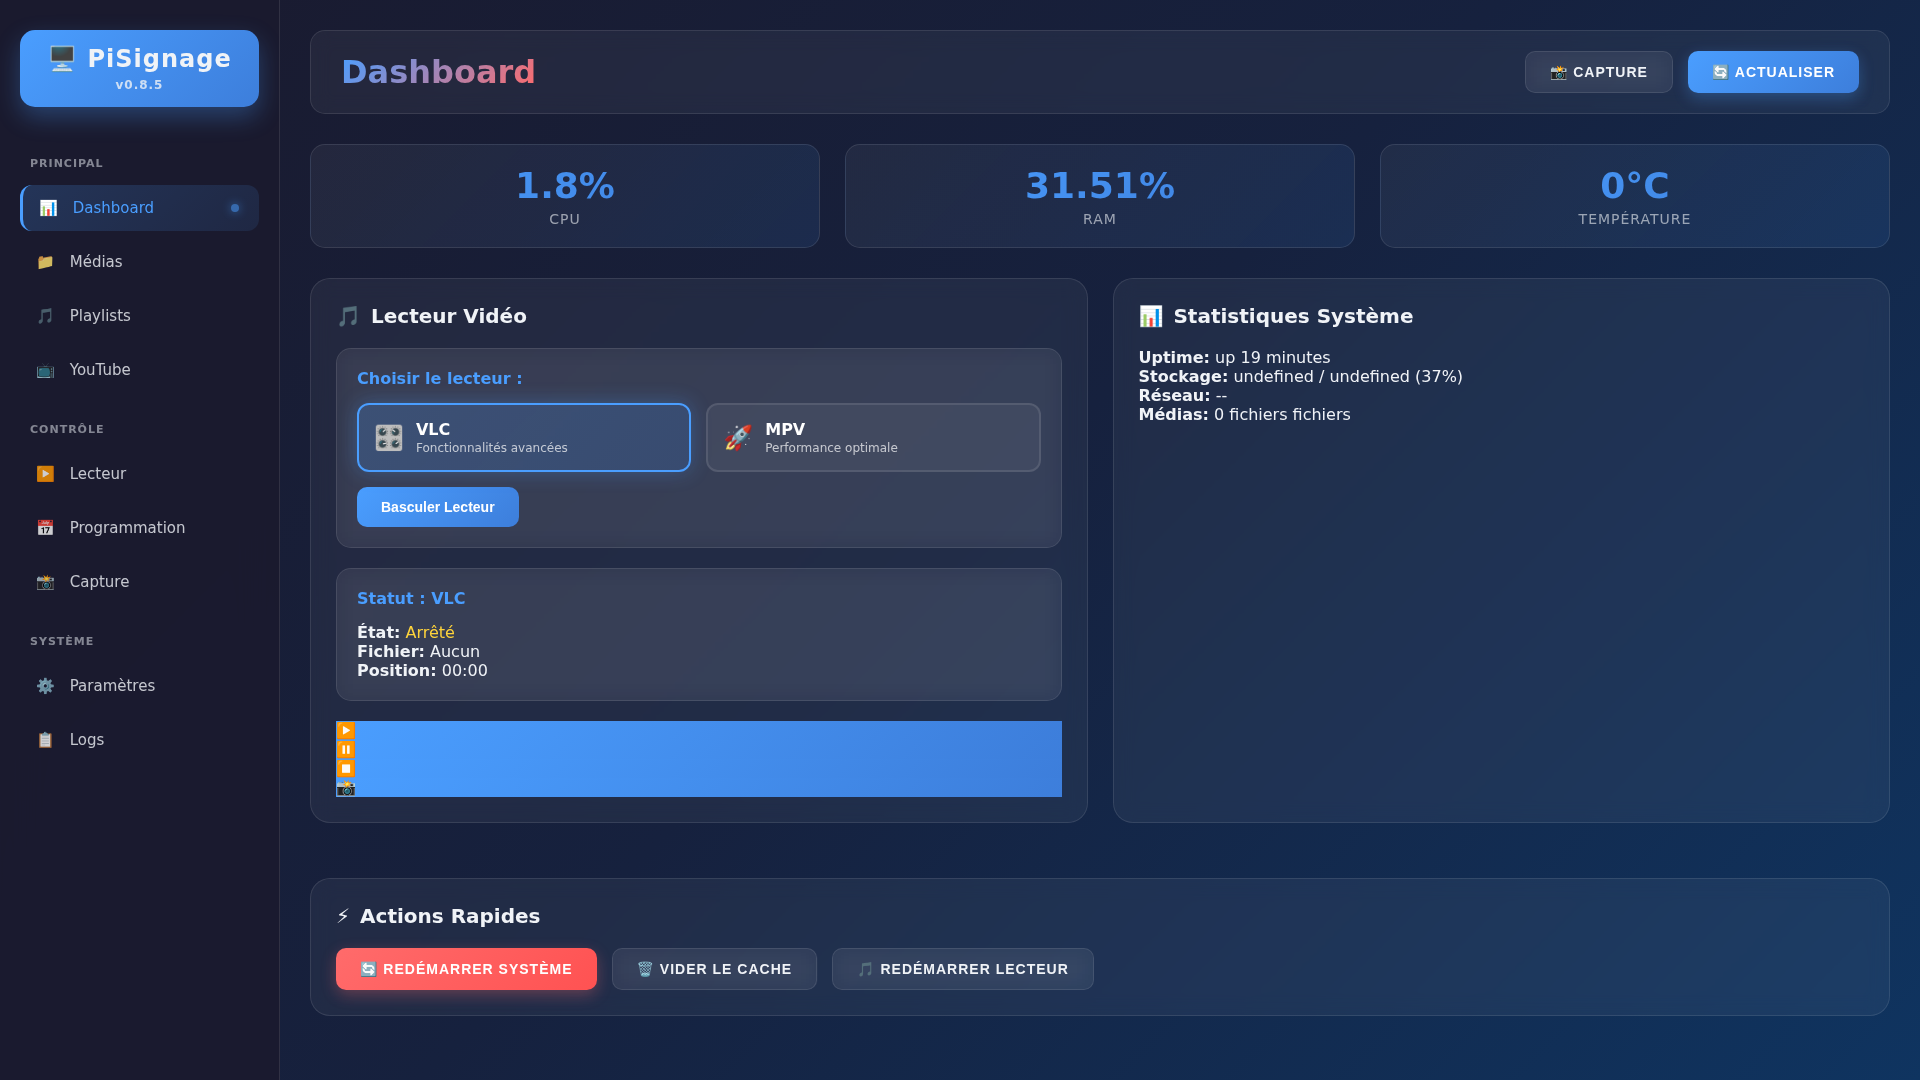 PiSignage
v0.8.5
PRINCIPAL
Dashboard
Médias
Playlists
YouTube
CONTRÔLE
Lecteur
Programmation
Capture
SYSTÈME
Paramètres
Logs
Dashboard
CAPTURE
ACTUALISER
1.8%
CPU
31.51%
RAM
0°C
TEMPÉRATURE
Lecteur Vidéo
Choisir le lecteur :
VLC
Fonctionnalités avancées
MPV
Performance optimale
Basculer Lecteur
Statut : VLC
État: Arrêté
Fichier: Aucun
Position: 00:00
Statistiques Système
Uptime: up 19 minutes
Stockage: undefined / undefined (37%)
Réseau: --
Médias: 0 fichiers fichiers
Actions Rapides
REDÉMARRER SYSTÈME
VIDER LE CACHE
REDÉMARRER LECTEUR